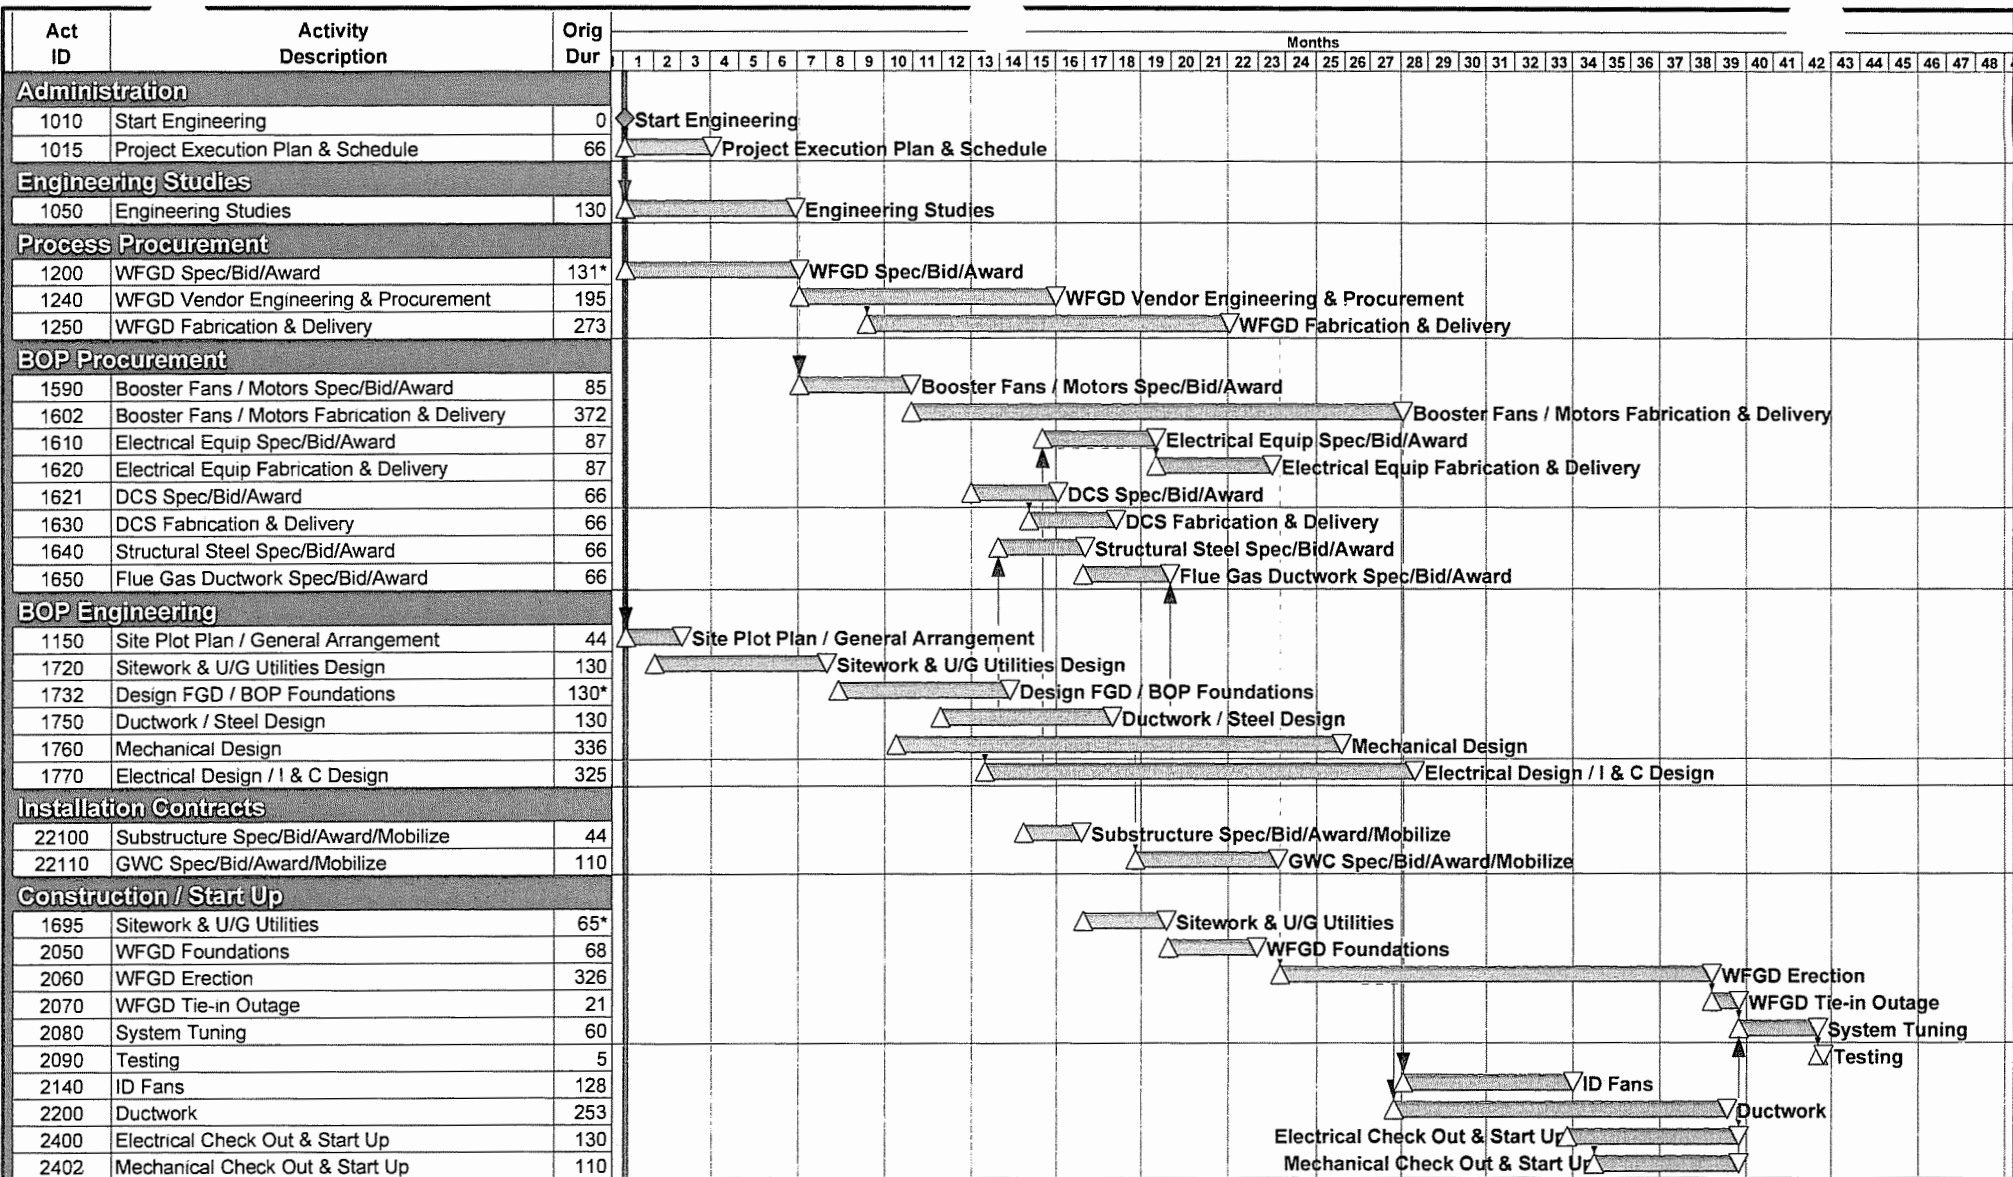 Act ID Activity Description Orig Dur Months
1 2 3 4 5 6 7 8 9 10 11 12 13 14 15 16 17 18 19 20 21 22 23 24 25 26 27 28 29 30 31 32 33 34 35 36 37 38 39 40 41 42 43 44 45 46 47 48
Administration
1010 Start Engineering 0 Start Engineering
1015 Project Execution Plan & Schedule 66 Project Execution Plan & Schedule
Engineering Studies
1050 Engineering Studies 130 Engineering Studies
Process Procurement
1200 WFGD Spec/Bid/Award 131* WFGD Spec/Bid/Award
1240 WFGD Vendor Engineering & Procurement 195 WFGD Vendor Engineering & Procurement
1250 WFGD Fabrication & Delivery 273 WFGD Fabrication & Delivery
BOP Procurement
1590 Booster Fans / Motors Spec/Bid/Award 85 Booster Fans / Motors Spec/Bid/Award
1602 Booster Fans / Motors Fabrication & Delivery 372 Booster Fans / Motors Fabrication & Delivery
1610 Electrical Equip Spec/Bid/Award 87 Electrical Equip Spec/Bid/Award
1620 Electrical Equip Fabrication & Delivery 87 Electrical Equip Fabrication & Delivery
1621 DCS Spec/Bid/Award 66 DCS Spec/Bid/Award
1630 DCS Fabrication & Delivery 66 DCS Fabrication & Delivery
1640 Structural Steel Spec/Bid/Award 66 Structural Steel Spec/Bid/Award
1650 Flue Gas Ductwork Spec/Bid/Award 66 Flue Gas Ductwork Spec/Bid/Award
BOP Engineering
1150 Site Plot Plan / General Arrangement 44 Site Plot Plan / General Arrangement
1720 Sitework & U/G Utilities Design 130 Sitework & U/G Utilities Design
1732 Design FGD / BOP Foundations 130* Design FGD / BOP Foundations
1750 Ductwork / Steel Design 130 Ductwork / Steel Design
1760 Mechanical Design 336 Mechanical Design
1770 Electrical Design / I & C Design 325 Electrical Design / I & C Design
Installation Contracts
22100 Substructure Spec/Bid/Award/Mobilize 44 Substructure Spec/Bid/Award/Mobilize
22110 GWC Spec/Bid/Award/Mobilize 110 GWC Spec/Bid/Award/Mobilize
Construction / Start Up
1695 Sitework & U/G Utilities 65* Sitework & U/G Utilities
2050 WFGD Foundations 68 WFGD Foundations
2060 WFGD Erection 326 WFGD Erection
2070 WFGD Tie-in Outage 21 WFGD Tie-in Outage
2080 System Tuning 60 System Tuning
2090 Testing 5 Testing
2140 ID Fans 128 ID Fans
2200 Ductwork 253 Ductwork
2400 Electrical Check Out & Start Up 130 Electrical Check Out & Start Up
2402 Mechanical Check Out & Start Up 110 Mechanical Check Out & Start Up